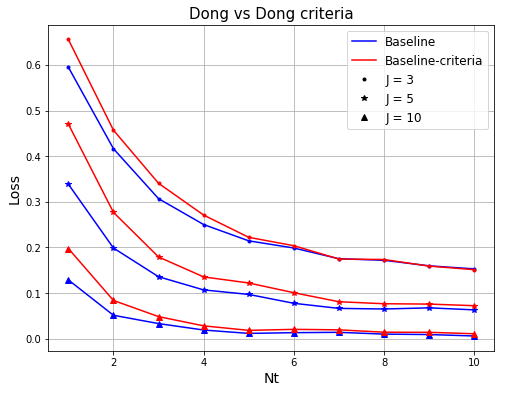 Dong vs Dong criteria
Baseline
Baseline-criteria
J = 3
J = 5
J = 10
Loss
0.6
0.5
0.4
0.3
0.2
0.1
0.0
2 4 6 8 10
Nt